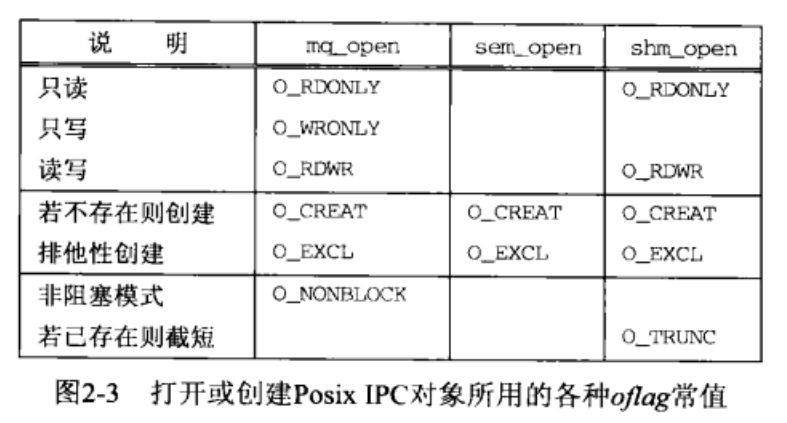 说 明 mq_open sem_open shm_open
只读 O_RDONLY O_RDONLY
只写 O_WRONLY
读写 O_RDWR O_RDWR
若不存在则创建 O_CREAT O_CREAT O_CREAT
排他性创建 O_EXCL O_EXCL O_EXCL
非阻塞模式 O_NONBLOCK
若已存在则截短 O_TRUNC
图2-3 打开或创建Posix IPC对象所用的各种oflag常值